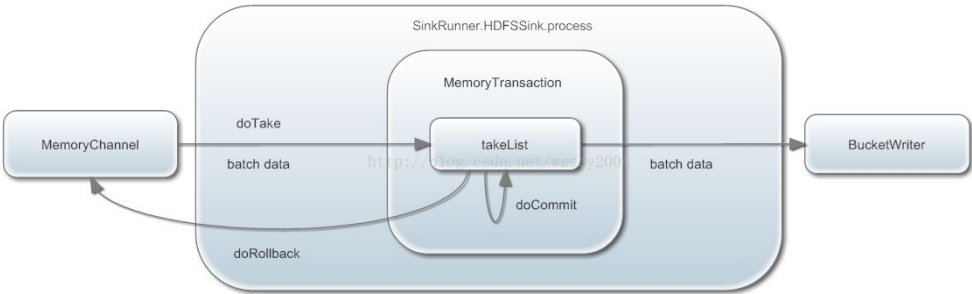 SinkRunner.HDFSSink.process
MemoryTransaction
MemoryChannel
doTake
takeList
BucketWriter
batch data
batch data
doCommit
doRollback